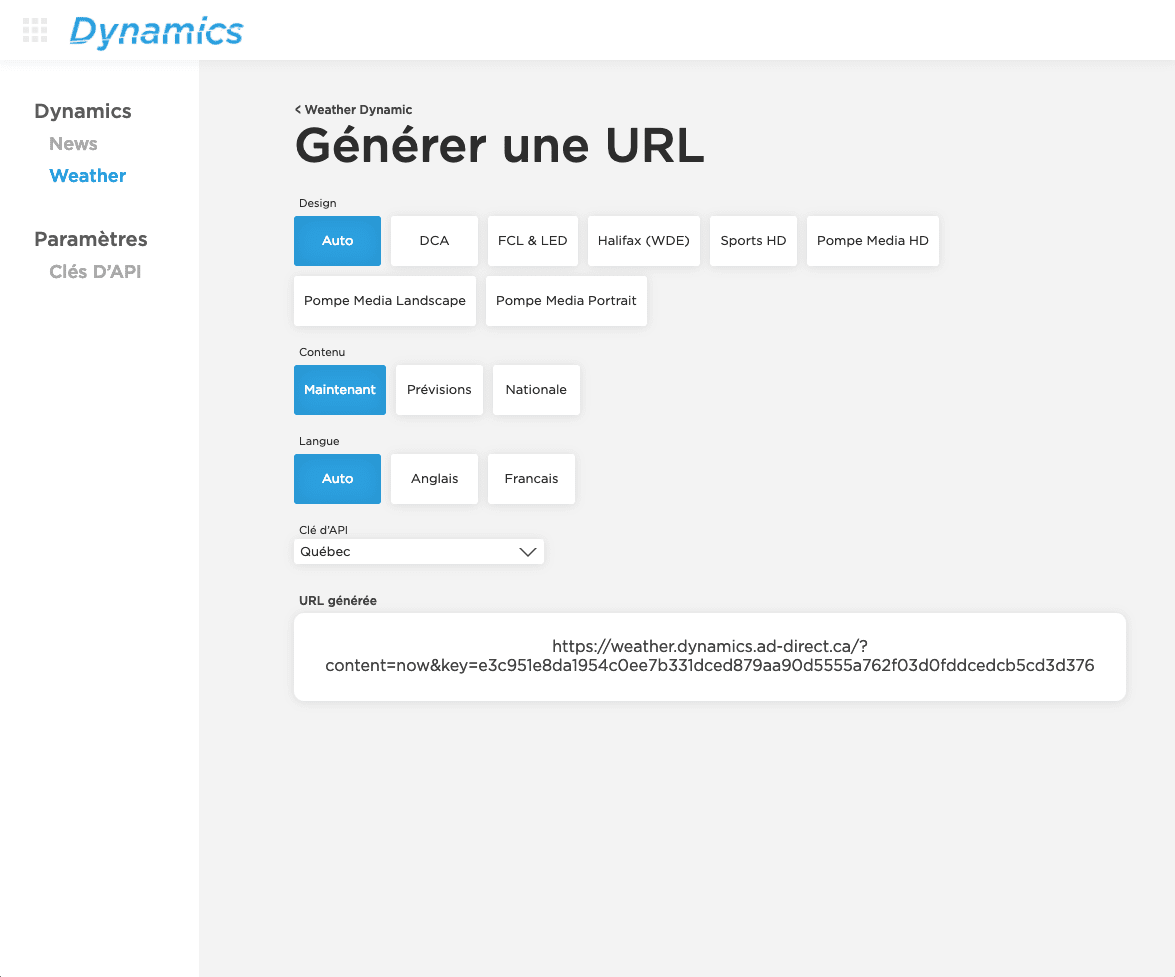 Dynamics
Dynamics
News
Weather
Paramètres
Clés D'API
< Weather Dynamic
Générer une URL
Design
Auto DCA FCL & LED Halifax (WDE) Sports HD Pompe Media HD
Pompe Media Landscape Pompe Media Portrait
Contenu
Maintenant Prévisions Nationale
Langue
Auto Anglais Francais
Clé d'API
Québec
URL générée
https://weather.dynamics.ad-direct.ca/?
content=now&key=e3c951e8da1954c0ee7b331dced879aa90d5555a762f03d0fddcedcb5cd3d376